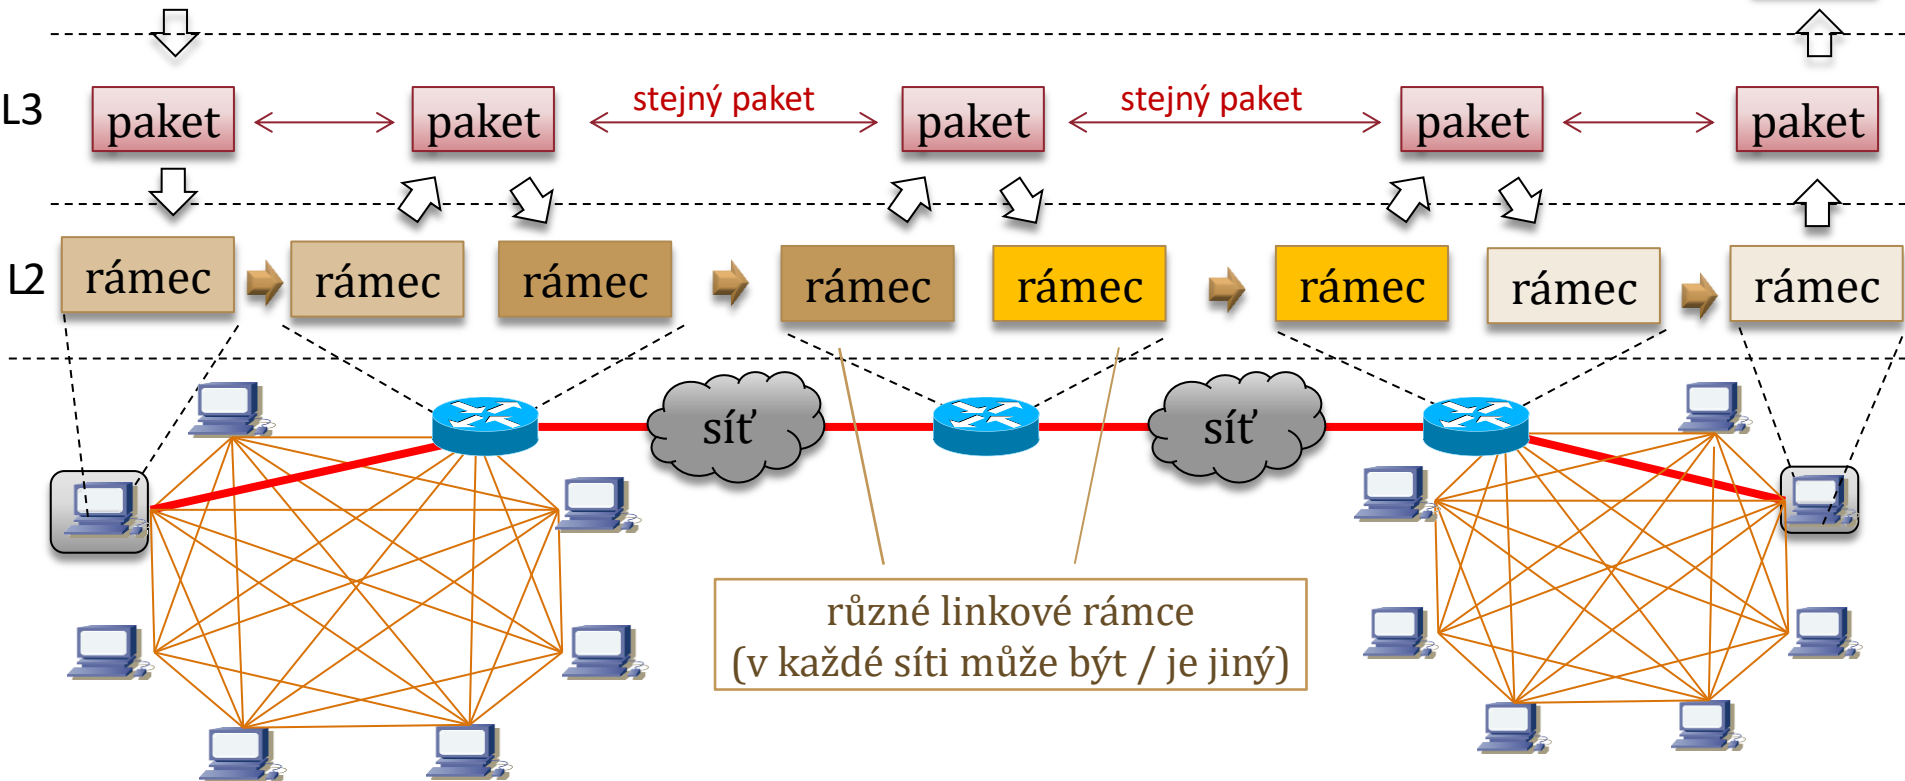 L3 paket paket stejný paket paket stejný paket paket paket
L2 rámec rámec rámec rámec rámec rámec rámec rámec
síť síť
různé linkové rámce
(v každé síti může být / je jiný)